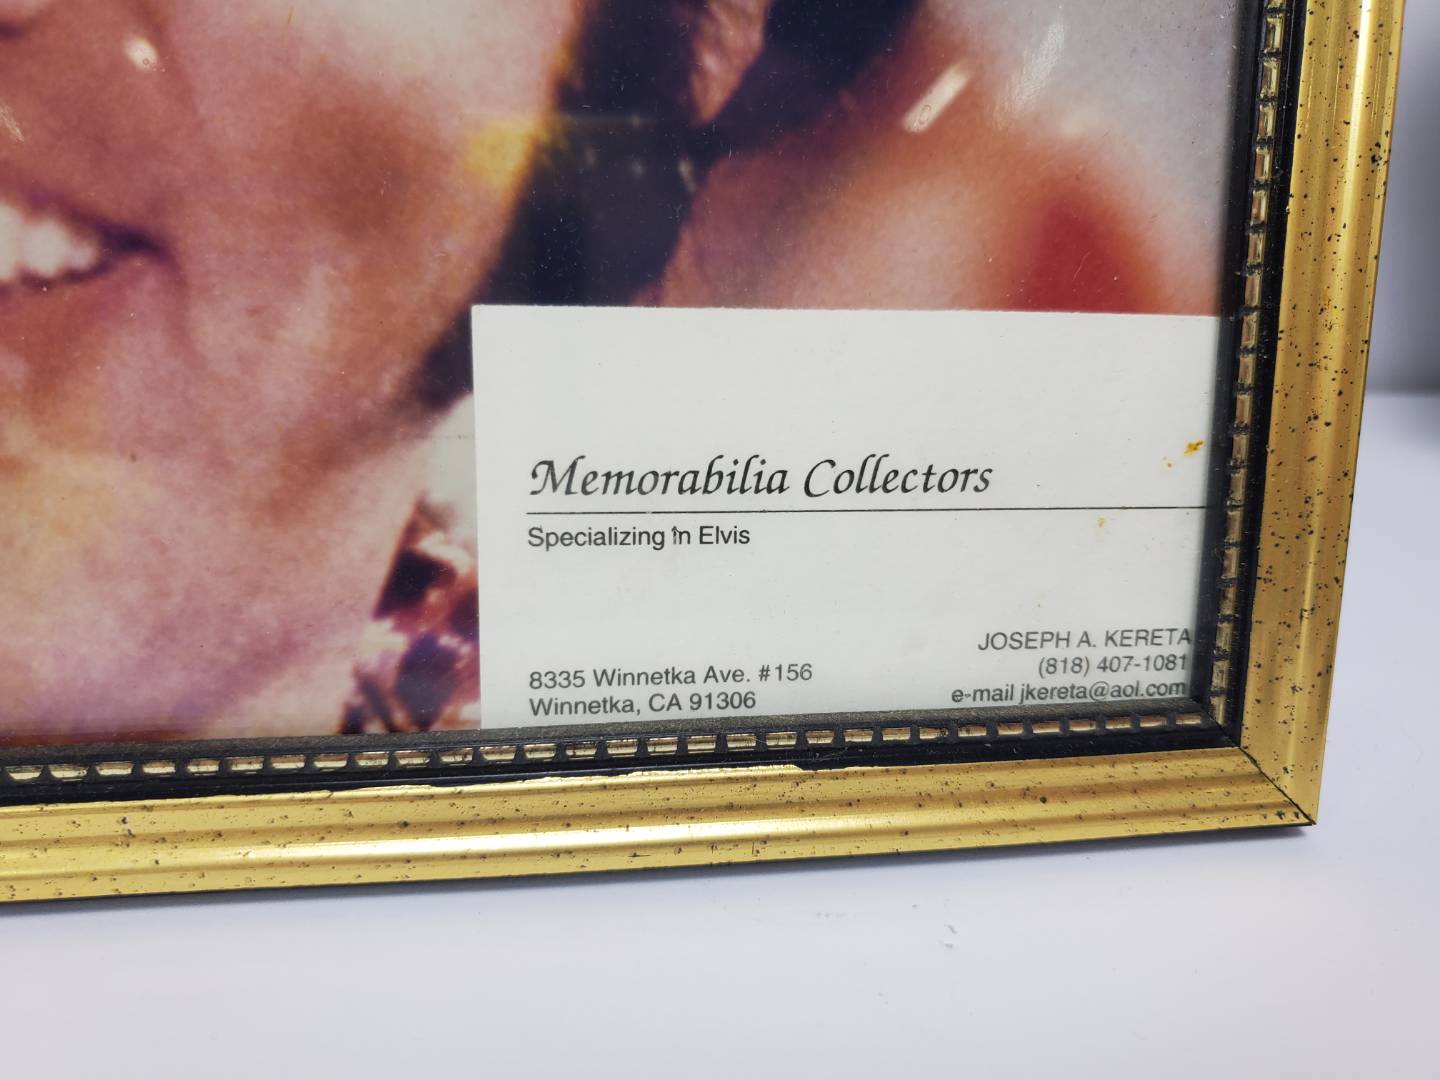 Memorabilia Collectors
Specializing in Elvis
JOSEPH A. KERETA
(818) 407-1081
e-mail jkereta@aol.com
8335 Winnetka Ave. #156
Winnetka, CA 91306